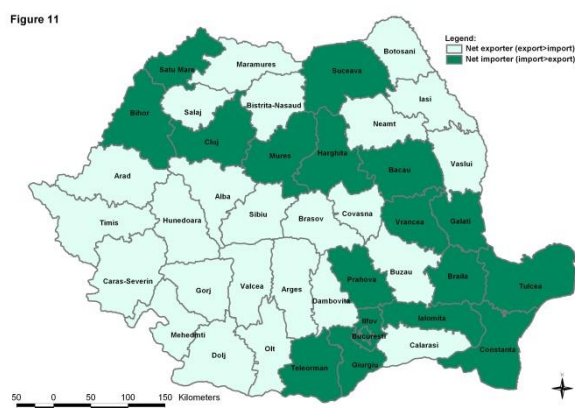 Figure 11
Legend:
Net exporter (export>import)
Net importer (import>export)
Botosani
Satu Mare
Maramures
Suceava
Iasi
Salaj
Bistrita-Nasaud
Bihor
Neamt
Cluj
Mures
Harghita
Vaslui
Bacau
Arad
Alba
Timis
Hunedoara
Sibiu
Brasov
Covasna
Vrancea
Galati
Caras-Severin
Gorj
Valcea
Arges
Dambovita
Prahova
Buzau
Braila
Tulcea
Mehedinti
Ilfov
Bucuresti
Ialomita
Dolj
Olt
Teleorman
Giurgiu
Calarasi
Constanta
50 0 50 100 150 Kilometers
N